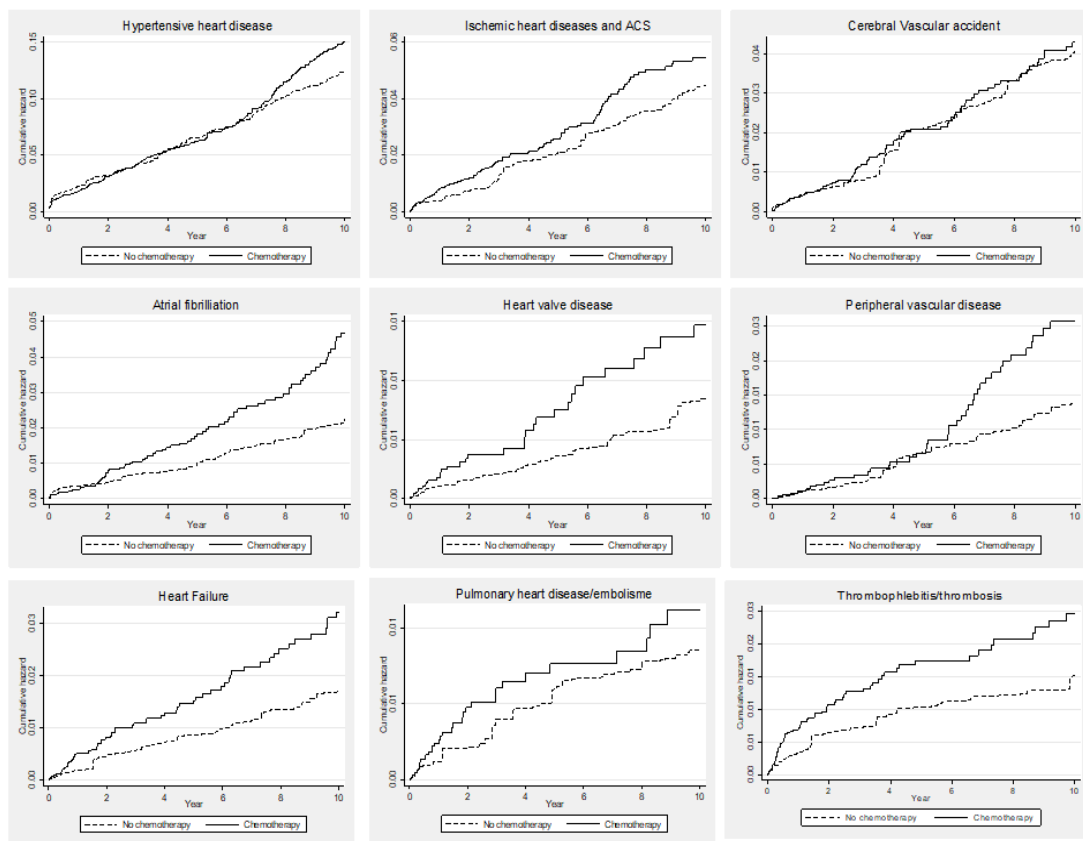 Hypertensive heart disease
Cumulative hazard
0.15
0.10
0.05
0.00
0 2 4 6 8 10
Year
No chemotherapy Chemotherapy
Ischemic heart diseases and ACS
Cumulative hazard
0.06
0.04
0.02
0.00
0 2 4 6 8 10
Year
No chemotherapy Chemotherapy
Cerebral Vascular accident
Cumulative hazard
0.04
0.03
0.02
0.01
0.00
0 2 4 6 8 10
Year
No chemotherapy Chemotherapy
Atrial fibrilliation
Cumulative hazard
0.05
0.04
0.03
0.02
0.01
0.00
0 2 4 6 8 10
Year
No chemotherapy Chemotherapy
Heart valve disease
Cumulative hazard
0.01
0.01
0.01
0.00
0 2 4 6 8 10
Year
No chemotherapy Chemotherapy
Peripheral vascular disease
Cumulative hazard
0.03
0.02
0.02
0.01
0.01
0.00
0 2 4 6 8 10
Year
No chemotherapy Chemotherapy
Heart Failure
Cumulative hazard
0.03
0.02
0.01
0.00
0 2 4 6 8 10
Year
No chemotherapy Chemotherapy
Pulmonary heart disease/embolisme
Cumulative hazard
0.01
0.01
0.00
0 2 4 6 8 10
Year
No chemotherapy Chemotherapy
Thrombophlebitis/thrombosis
Cumulative hazard
0.03
0.02
0.01
0.01
0.00
0 2 4 6 8 10
Year
No chemotherapy Chemotherapy